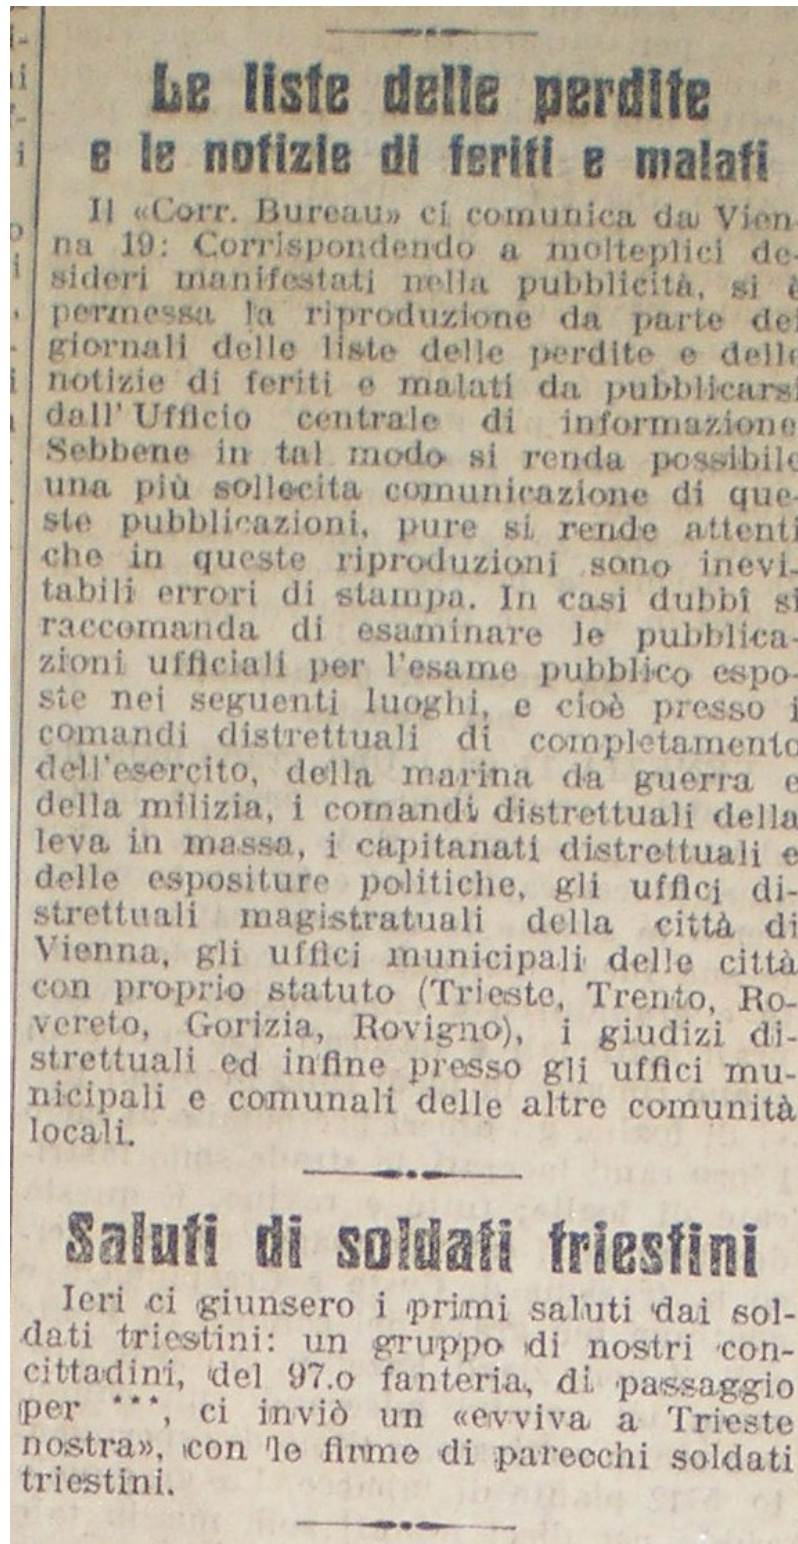 Le liste delle perdite
e le notizie di feriti e malati
Il «Corr. Bureau» ci comunica da Vien-
na 19: Corrispondendo a molteplici de-
sideri manifestati nella pubblicità, si è
permessa la riproduzione da parte dei
giornali delle liste delle perdite e delle
notizie di feriti e malati da pubblicarsi
dall'Ufficio centrale di informazione
Sebbene in tal modo si renda possibile
una più sollecita comunicazione di que-
ste pubblicazioni, pure si rende attenti
che in queste riproduzioni sono inevi-
tabili errori di stampa. In casi dubbî si
raccomanda di esaminare le pubblica-
zioni ufficiali per l'esame pubblico espo-
ste nei seguenti luoghi, e cioè presso i
comandi distrettuali di completamento
dell'esercito, della marina da guerra e
della milizia, i comandi distrettuali della
leva in massa, i capitanati distrettuali e
delle espositure politiche, gli uffici di-
strettuali magistratuali della città di
Vienna, gli uffici municipali delle città
con proprio statuto (Trieste, Trento, Ro-
vereto, Gorizia, Rovigno), i giudizi di-
strettuali ed infine presso gli uffici mu-
nicipali e comunali delle altre comunità
locali.
Saluti di soldati triestini
Ieri ci giunsero i primi saluti dai sol-
dati triestini: un gruppo di nostri con-
cittadini, del 97.o fanteria, di passaggio
per ***, ci inviò un «evviva a Trieste
nostra», con le firme di parecchi soldati
triestini.